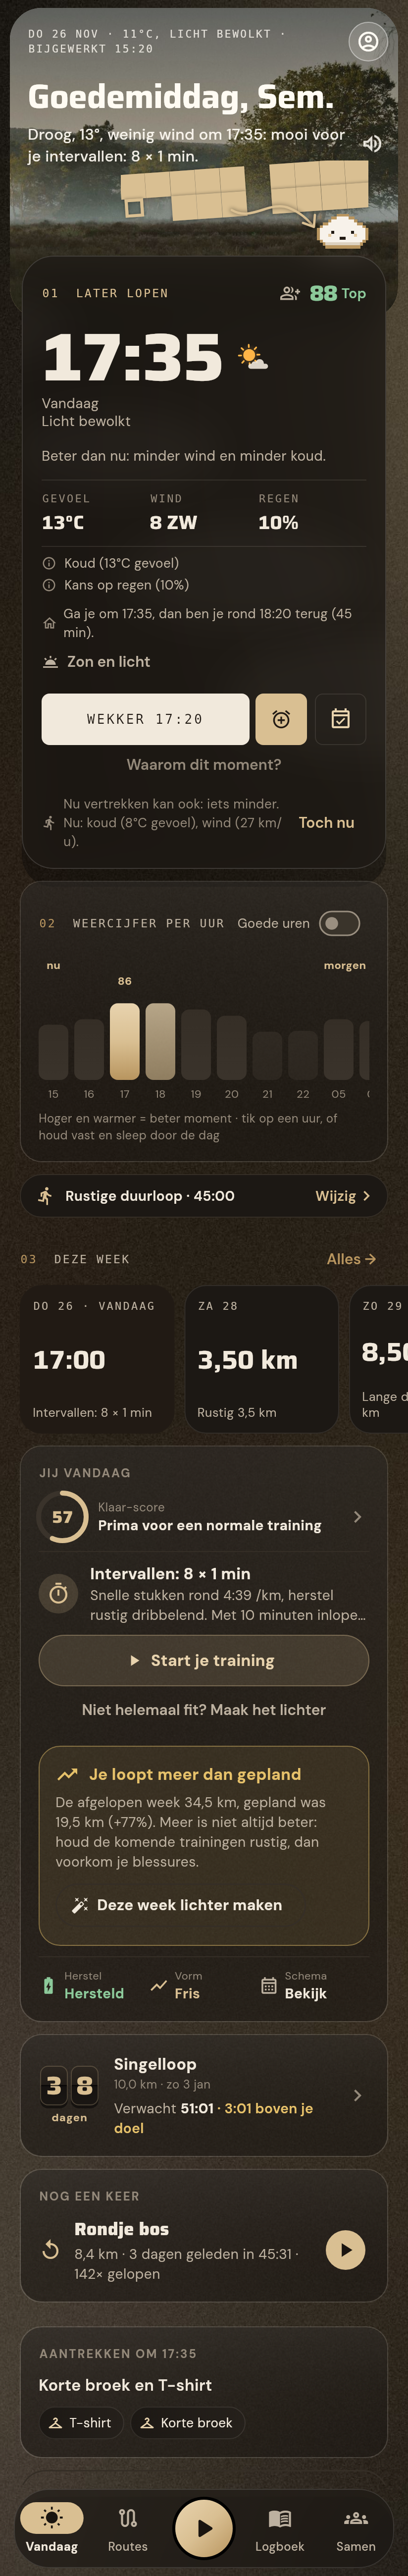 DO 26 NOV · 11°C, LICHT BEWOLKT ·
BIJGEWERKT 15:20
Goedemiddag, Sem.
Droog, 13°, weinig wind om 17:35: mooi voor
je intervallen: 8 × 1 min.
01 LATER LOPEN
88 Top
17:35
Vandaag
Licht bewolkt
Beter dan nu: minder wind en minder koud.
GEVOEL WIND REGEN
13°C 8 ZW 10%
Koud (13°C gevoel)
Kans op regen (10%)
Ga je om 17:35, dan ben je rond 18:20 terug (45
min).
Zon en licht
WEKKER 17:20
Waarom dit moment?
Nu vertrekken kan ook: iets minder.
Nu: koud (8°C gevoel), wind (27 km/
u).
Toch nu
02 WEERCIJFER PER UUR Goede uren
nu morgen
86
15 16 17 18 19 20 21 22 05
Hoger en warmer = beter moment · tik op een uur, of
houd vast en sleep door de dag
Rustige duurloop · 45:00 Wijzig
03 DEZE WEEK Alles
DO 26 · VANDAAG
17:00
Intervallen: 8 × 1 min
ZA 28
3,50 km
Rustig 3,5 km
ZO 29
8,50
Lange d
km
JIJ VANDAAG
57
Klaar-score
Prima voor een normale training
Intervallen: 8 × 1 min
Snelle stukken rond 4:39 /km, herstel
rustig dribbelend. Met 10 minuten inlope…
Start je training
Niet helemaal fit? Maak het lichter
Je loopt meer dan gepland
De afgelopen week 34,5 km, gepland was
19,5 km (+77%). Meer is niet altijd beter:
houd de komende trainingen rustig, dan
voorkom je blessures.
Deze week lichter maken
Herstel Vorm Schema
Hersteld Fris Bekijk
38
dagen
Singelloop
10,0 km · zo 3 jan
Verwacht 51:01 · 3:01 boven je
doel
NOG EEN KEER
Rondje bos
8,4 km · 3 dagen geleden in 45:31 ·
142× gelopen
AANTREKKEN OM 17:35
Korte broek en T-shirt
T-shirt Korte broek
Vandaag Routes Logboek Samen